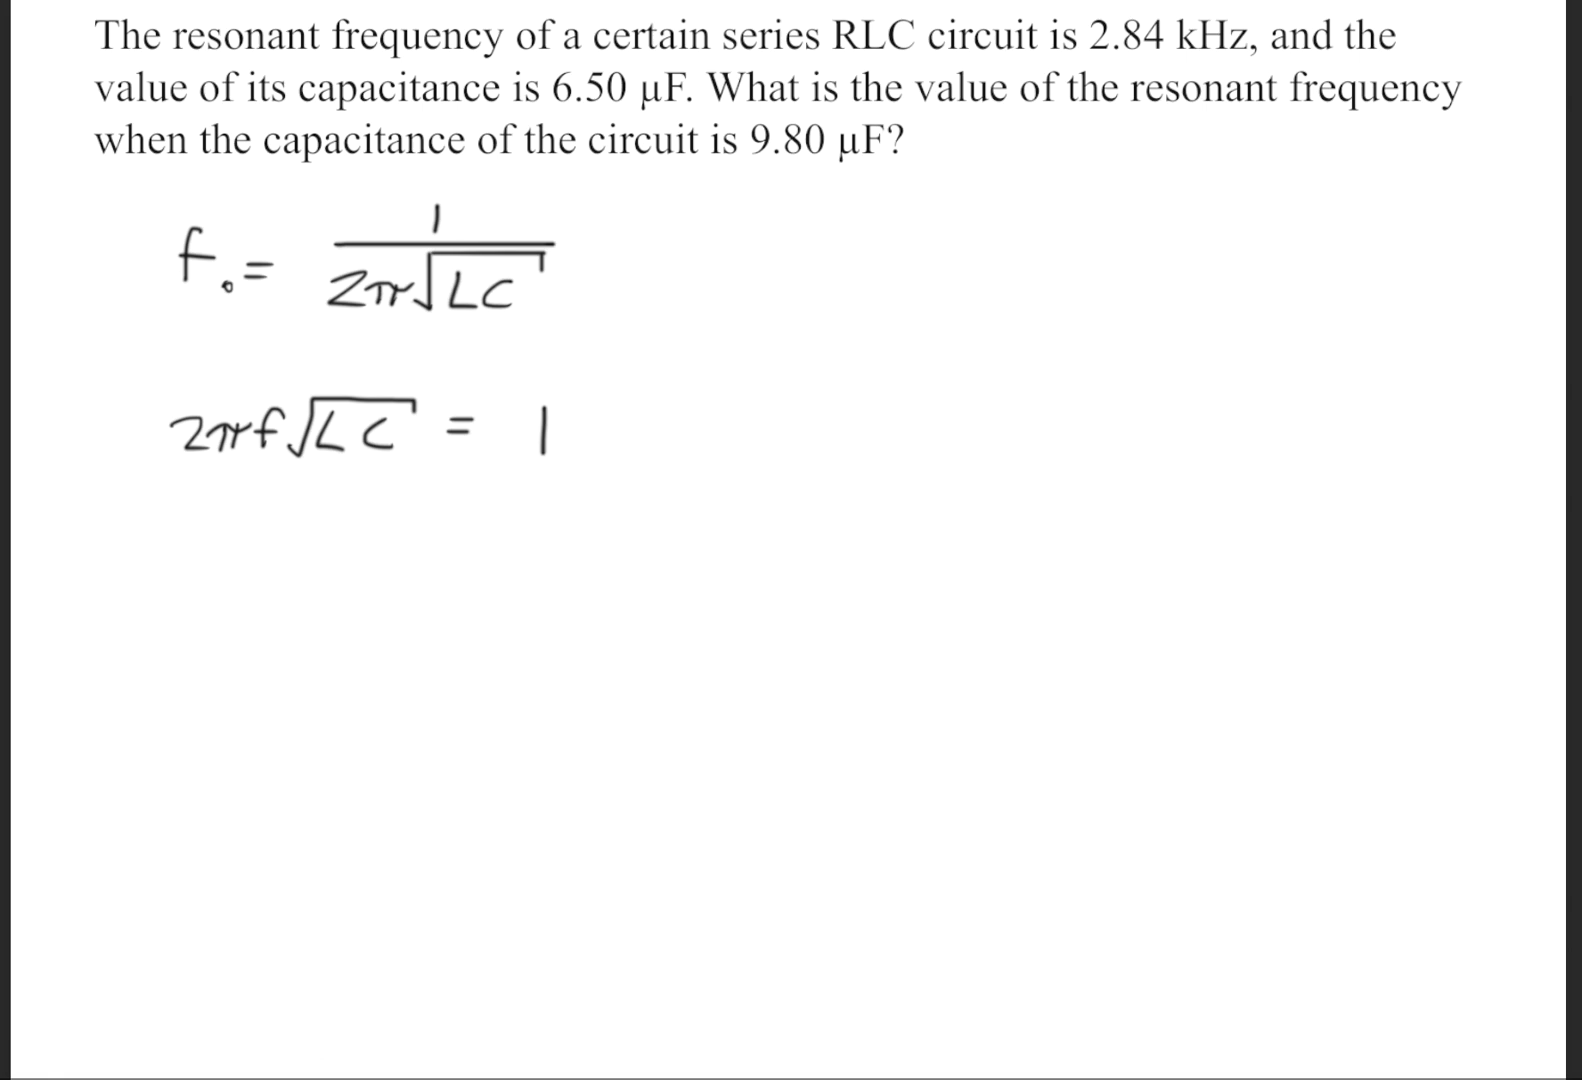 The resonant frequency of a certain series RLC circuit is 2.84 kHz, and the
value of its capacitance is 6.50 µF. What is the value of the resonant frequency
when the capacitance of the circuit is 9.80 µF?
f₀ = 1 / 2π√LC
2πf√LC = 1